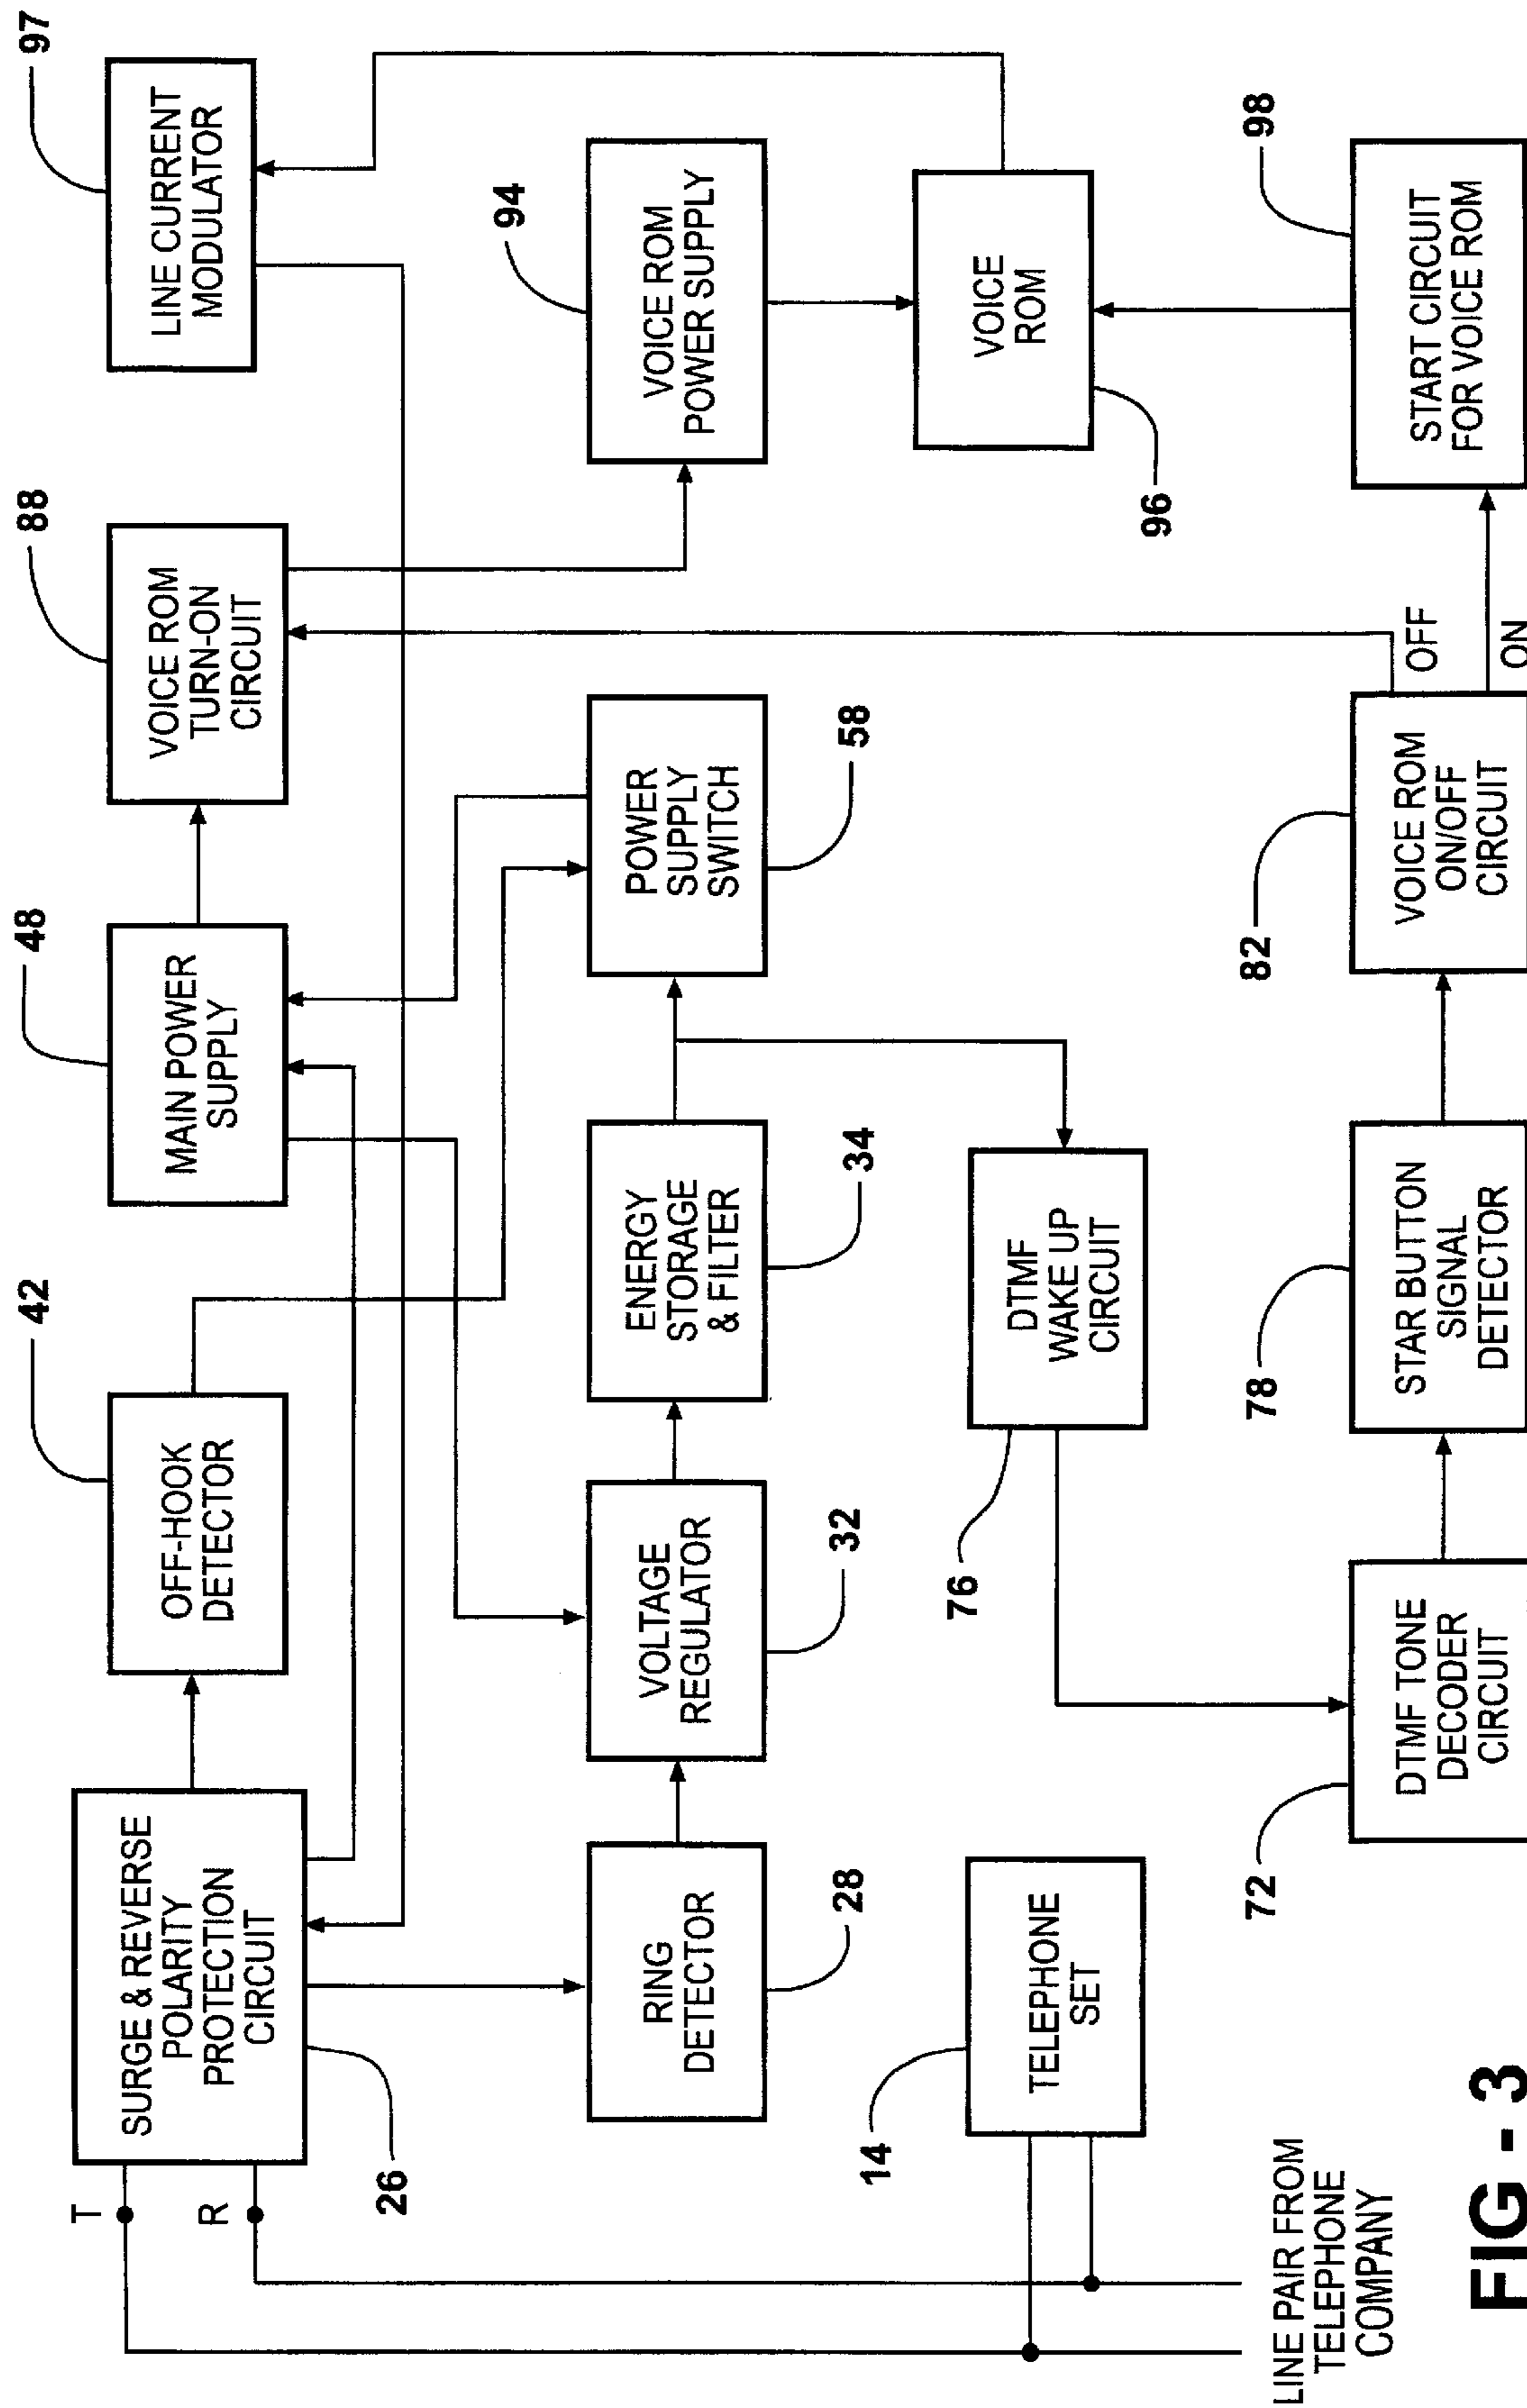 SURGE & REVERSE
POLARITY
PROTECTION
CIRCUIT
26
T
R
OFF-HOOK
DETECTOR
42
MAIN POWER
SUPPLY
48
VOICE ROM
TURN-ON
CIRCUIT
88
LINE CURRENT
MODULATOR
97
RING
DETECTOR
28
VOLTAGE
REGULATOR
32
ENERGY
STORAGE
& FILTER
34
POWER
SUPPLY
SWITCH
58
VOICE ROM
POWER SUPPLY
94
TELEPHONE
SET
14
DTMF
WAKE UP
CIRCUIT
76
VOICE
ROM
96
DTMF TONE
DECODER
CIRCUIT
72
STAR BUTTON
SIGNAL
DETECTOR
78
VOICE ROM
ON/OFF
CIRCUIT
82
OFF
ON
START CIRCUIT
FOR VOICE ROM
98
LINE PAIR FROM
TELEPHONE
COMPANY
FIG - 3